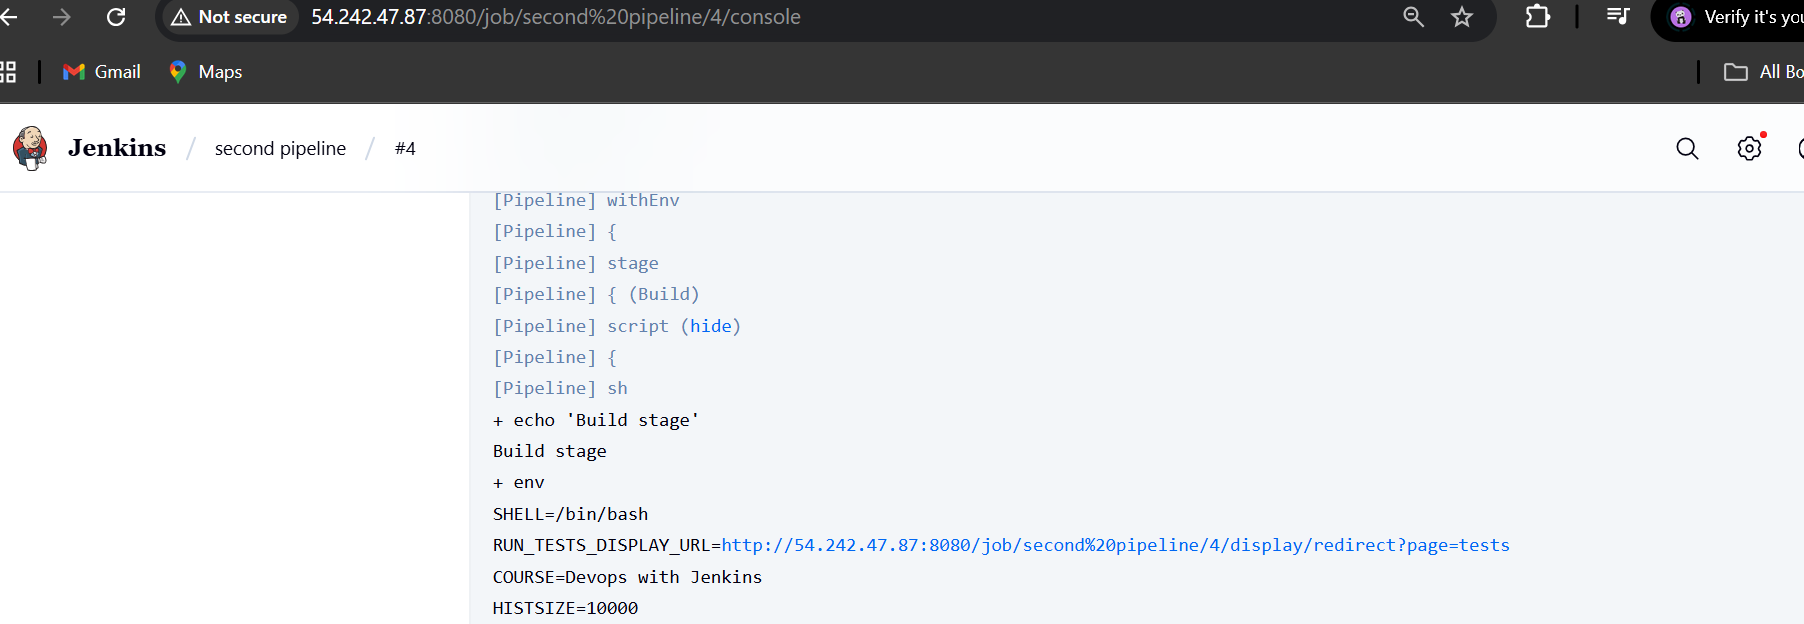 Not secure 54.242.47.87:8080/job/second%20pipeline/4/console
Verify it's you
Gmail Maps
All Bo
Jenkins / second pipeline / #4
[Pipeline] withEnv
[Pipeline] {
[Pipeline] stage
[Pipeline] { (Build)
[Pipeline] script (hide)
[Pipeline] {
[Pipeline] sh
+ echo 'Build stage'
Build stage
+ env
SHELL=/bin/bash
RUN_TESTS_DISPLAY_URL=http://54.242.47.87:8080/job/second%20pipeline/4/display/redirect?page=tests
COURSE=Devops with Jenkins
HISTSIZE=10000